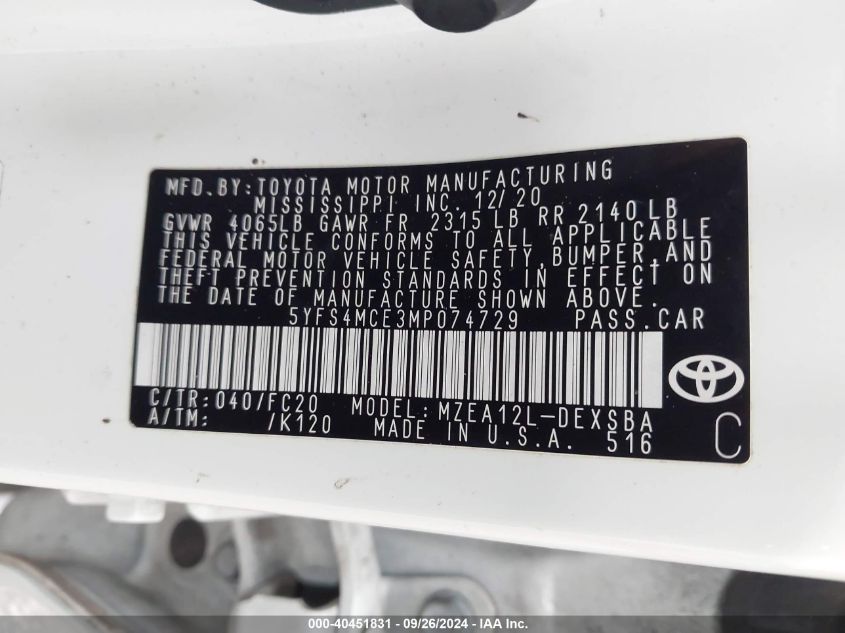 MFD. BY: TOYOTA MOTOR MANUFACTURING
MISSISSIPPI INC. 12/20
GVWR 4065LB GAWR FR 2315 LB RR 2140 LB
THIS VEHICLE CONFORMS TO ALL APPLICABLE
FEDERAL MOTOR VEHICLE SAFETY, BUMPER, AND
THEFT PREVENTION STANDARDS IN EFFECT ON
THE DATE OF MANUFACTURE SHOWN ABOVE.
5YFS4MCE3MP074729 PASS. CAR
C/TR: 040/FC20 MODEL: MZEA12L-DEXSBA
A/TM: /K120 MADE IN U.S.A. 516
C
000-40451831 - 09/26/2024 - IEA Inc.